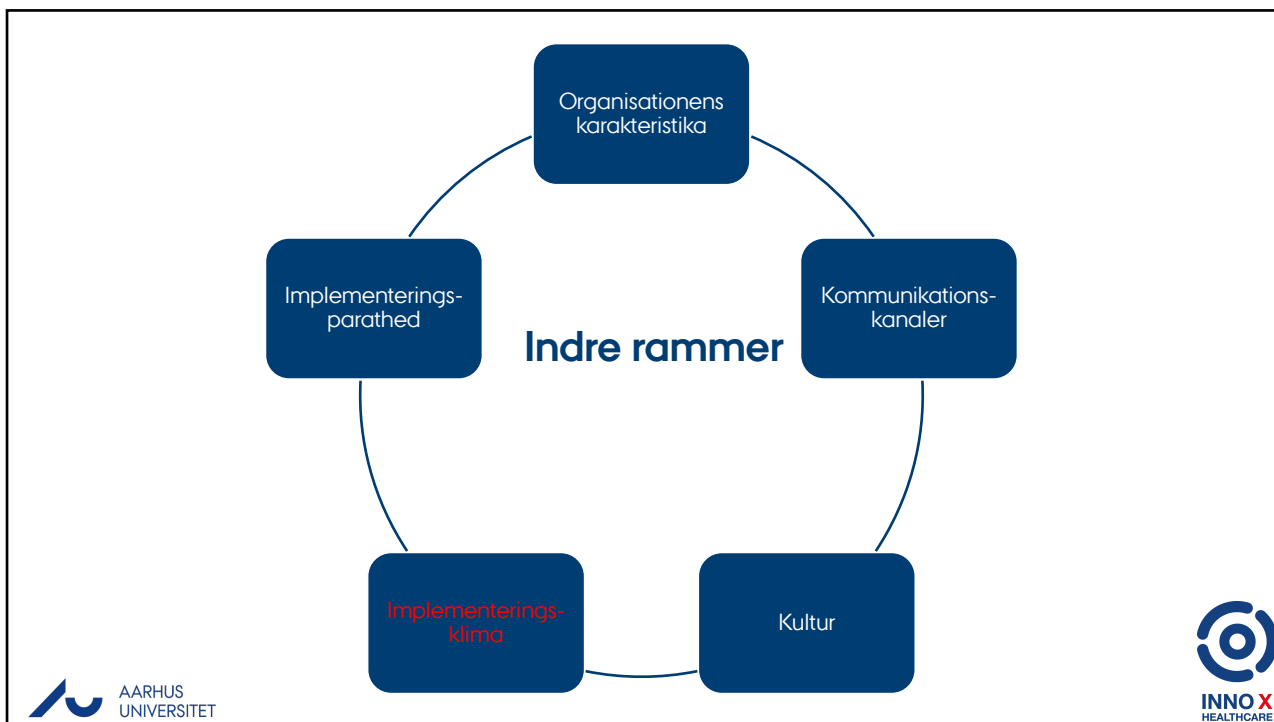 Organisationens
karakteristika
Implementerings-
parathed
Kommunikations-
kanaler
Indre rammer
Implementerings-
klima
Kultur
AARHUS
UNIVERSITET
INNO X
HEALTHCARE